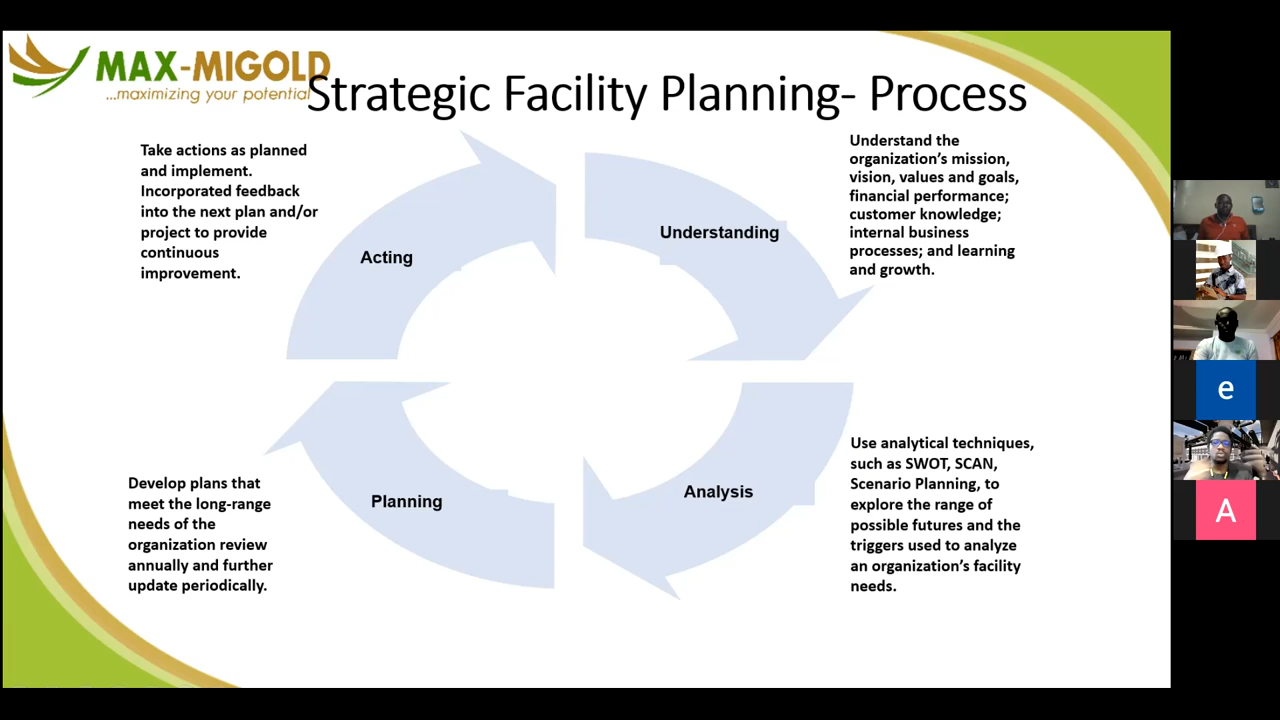 MAX-MIGOLD
...maximizing your potential
Strategic Facility Planning- Process
Take actions as planned
and implement.
Incorporated feedback
into the next plan and/or
project to provide
continuous
improvement.
Acting
Understanding
Understand the
organization’s mission,
vision, values and goals,
financial performance;
customer knowledge;
internal business
processes; and learning
and growth.
Develop plans that
meet the long-range
needs of the
organization review
annually and further
update periodically.
Planning
Analysis
Use analytical techniques,
such as SWOT, SCAN,
Scenario Planning, to
explore the range of
possible futures and the
triggers used to analyze
an organization’s facility
needs.
e
A